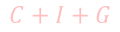 C + I + G